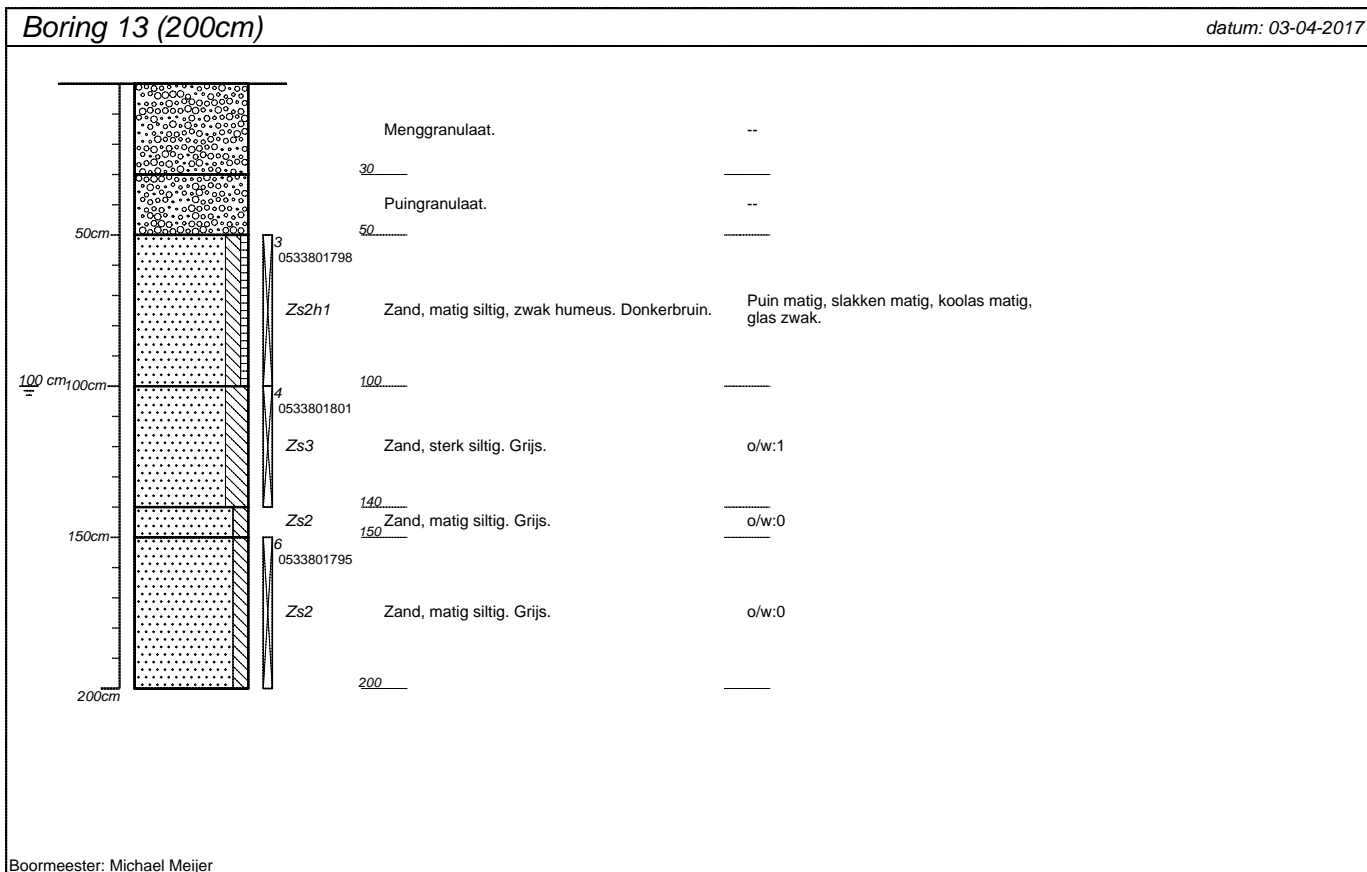 Boring 13 (200cm)
datum: 03-04-2017
Menggranulaat. --
30
Puingranulaat. --
50cm 50
3
0533801798
Zs2h1 Zand, matig siltig, zwak humeus. Donkerbruin. Puin matig, slakken matig, koolas matig,
glas zwak.
100 cm 100cm 100
4
0533801801
Zs3 Zand, sterk siltig. Grijs. o/w:1
140
Zs2 Zand, matig siltig. Grijs. o/w:0
150cm 150
6
0533801795
Zs2 Zand, matig siltig. Grijs. o/w:0
200cm 200
Boormeester: Michael Meijer